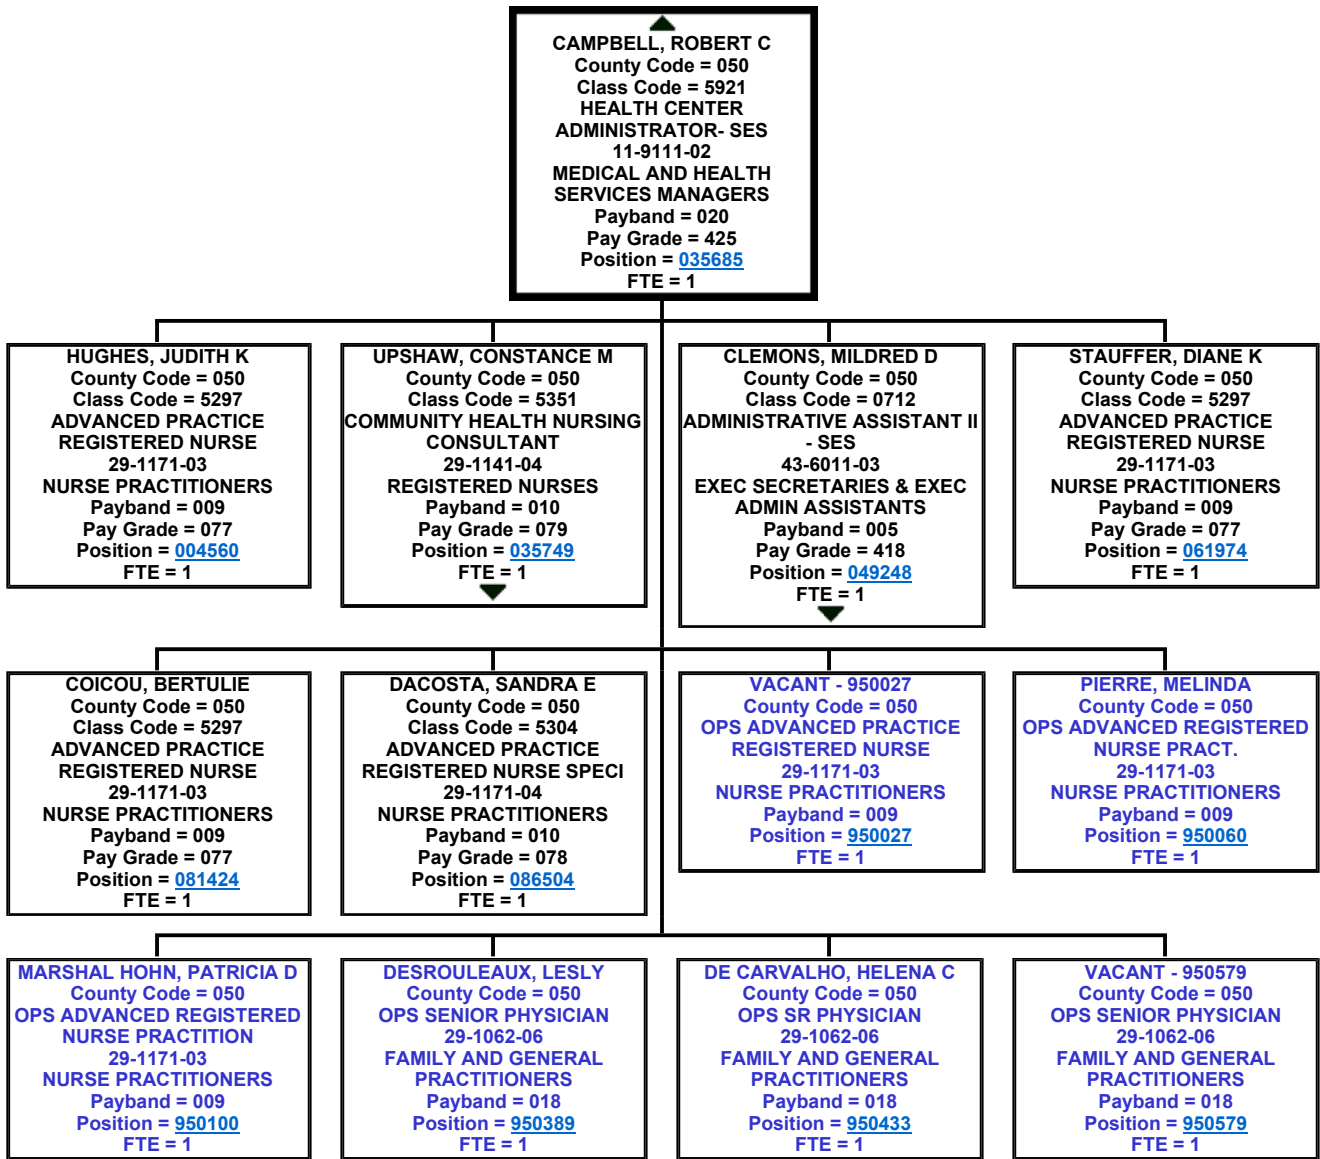 CAMPBELL, ROBERT C
County Code = 050
Class Code = 5921
HEALTH CENTER
ADMINISTRATOR- SES
11-9111-02
MEDICAL AND HEALTH
SERVICES MANAGERS
Payband = 020
Pay Grade = 425
Position = 035685
FTE = 1
HUGHES, JUDITH K
County Code = 050
Class Code = 5297
ADVANCED PRACTICE
REGISTERED NURSE
29-1171-03
NURSE PRACTITIONERS
Payband = 009
Pay Grade = 077
Position = 004560
FTE = 1
UPSHAW, CONSTANCE M
County Code = 050
Class Code = 5351
COMMUNITY HEALTH NURSING
CONSULTANT
29-1141-04
REGISTERED NURSES
Payband = 010
Pay Grade = 079
Position = 035749
FTE = 1
CLEMONS, MILDRED D
County Code = 050
Class Code = 0712
ADMINISTRATIVE ASSISTANT II
- SES
43-6011-03
EXEC SECRETARIES & EXEC
ADMIN ASSISTANTS
Payband = 005
Pay Grade = 418
Position = 049248
FTE = 1
STAUFFER, DIANE K
County Code = 050
Class Code = 5297
ADVANCED PRACTICE
REGISTERED NURSE
29-1171-03
NURSE PRACTITIONERS
Payband = 009
Pay Grade = 077
Position = 061974
FTE = 1
COICOU, BERTULIE
County Code = 050
Class Code = 5297
ADVANCED PRACTICE
REGISTERED NURSE
29-1171-03
NURSE PRACTITIONERS
Payband = 009
Pay Grade = 077
Position = 081424
FTE = 1
DACOSTA, SANDRA E
County Code = 050
Class Code = 5304
ADVANCED PRACTICE
REGISTERED NURSE SPECI
29-1171-04
NURSE PRACTITIONERS
Payband = 010
Pay Grade = 078
Position = 086504
FTE = 1
VACANT - 950027
County Code = 050
OPS ADVANCED PRACTICE
REGISTERED NURSE
29-1171-03
NURSE PRACTITIONERS
Payband = 009
Position = 950027
FTE = 1
PIERRE, MELINDA
County Code = 050
OPS ADVANCED REGISTERED
NURSE PRACT.
29-1171-03
NURSE PRACTITIONERS
Payband = 009
Position = 950060
FTE = 1
MARSHAL HOHN, PATRICIA D
County Code = 050
OPS ADVANCED REGISTERED
NURSE PRACTITION
29-1171-03
NURSE PRACTITIONERS
Payband = 009
Position = 950100
FTE = 1
DESROULEAUX, LESLY
County Code = 050
OPS SENIOR PHYSICIAN
29-1062-06
FAMILY AND GENERAL
PRACTITIONERS
Payband = 018
Position = 950389
FTE = 1
DE CARVALHO, HELENA C
County Code = 050
OPS SR PHYSICIAN
29-1062-06
FAMILY AND GENERAL
PRACTITIONERS
Payband = 018
Position = 950433
FTE = 1
VACANT - 950579
County Code = 050
OPS SENIOR PHYSICIAN
29-1062-06
FAMILY AND GENERAL
PRACTITIONERS
Payband = 018
Position = 950579
FTE = 1